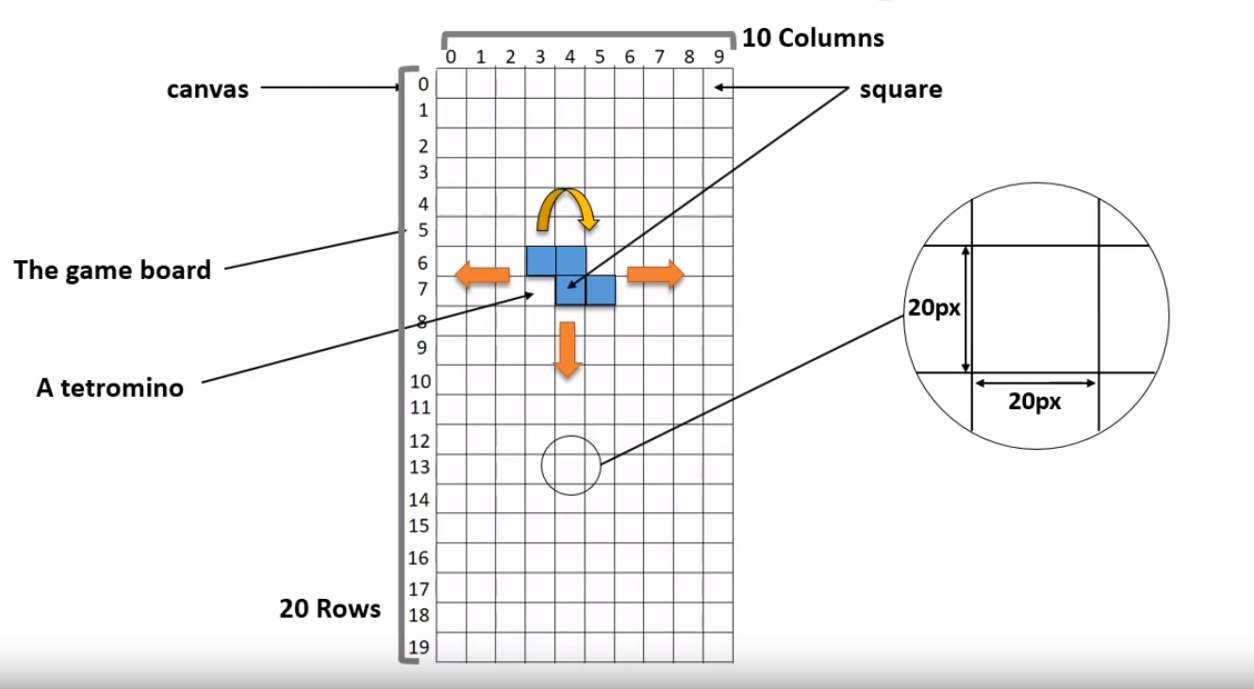 10 Columns
0 1 2 3 4 5 6 7 8 9
canvas
square
0
1
2
3
4
5
6
7
8
9
10
11
12
13
14
15
16
17
18
19
The game board
A tetromino
20 Rows
20px
20px